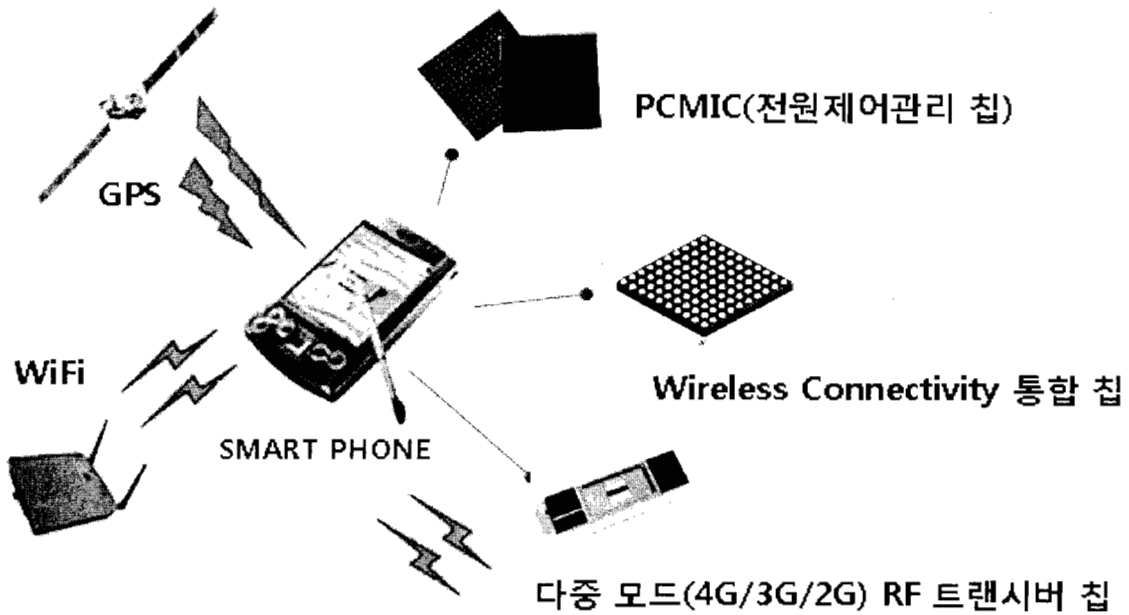 PCMIC(전원제어관리 칩)
GPS
WiFi
Wireless Connectivity 통합 칩
SMART PHONE
다중 모드(4G/3G/2G) RF 트랜시버 칩